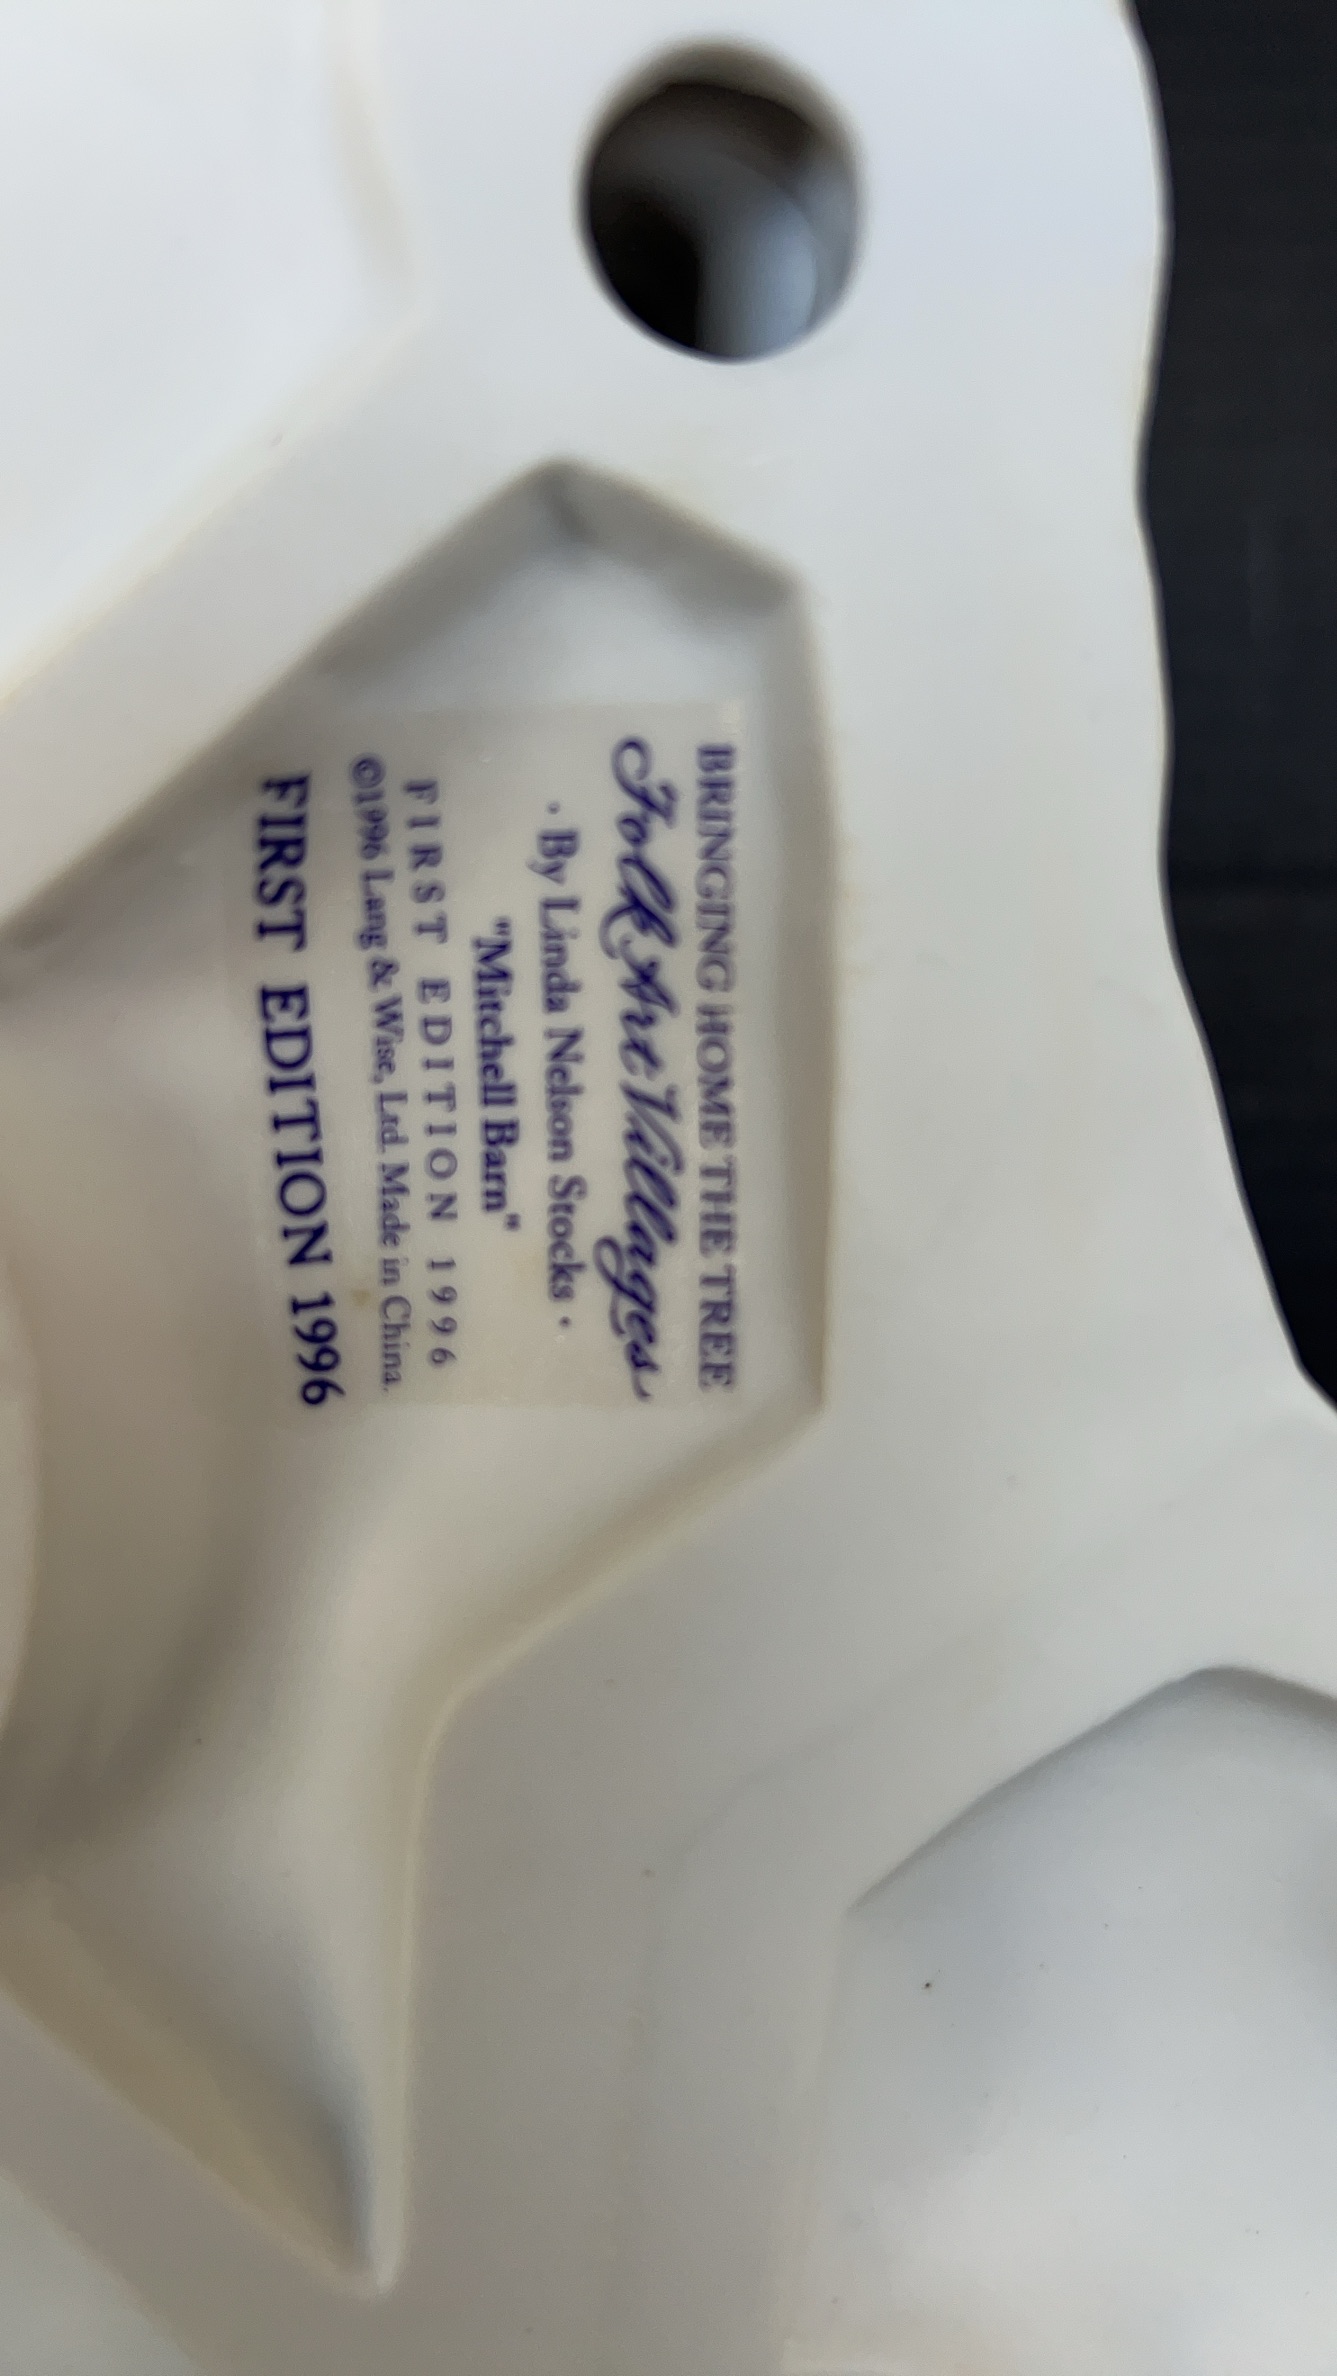 BRINGING HOME THE TREE
Folk Art Villages
· By Linda Nelson Stocks ·
"Mitchell Barn"
FIRST EDITION 1996
©1996 Lang & Wise, Ltd. Made in China.
FIRST EDITION 1996